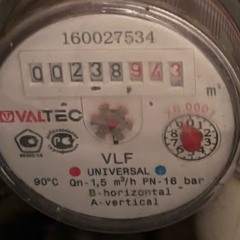 160027534
00238943
m³
VALTEC
x0.0001
VLF
UNIVERSAL
90°C Qn-1,5 m³/h PN-16 bar
B-horizontal
A-vertical